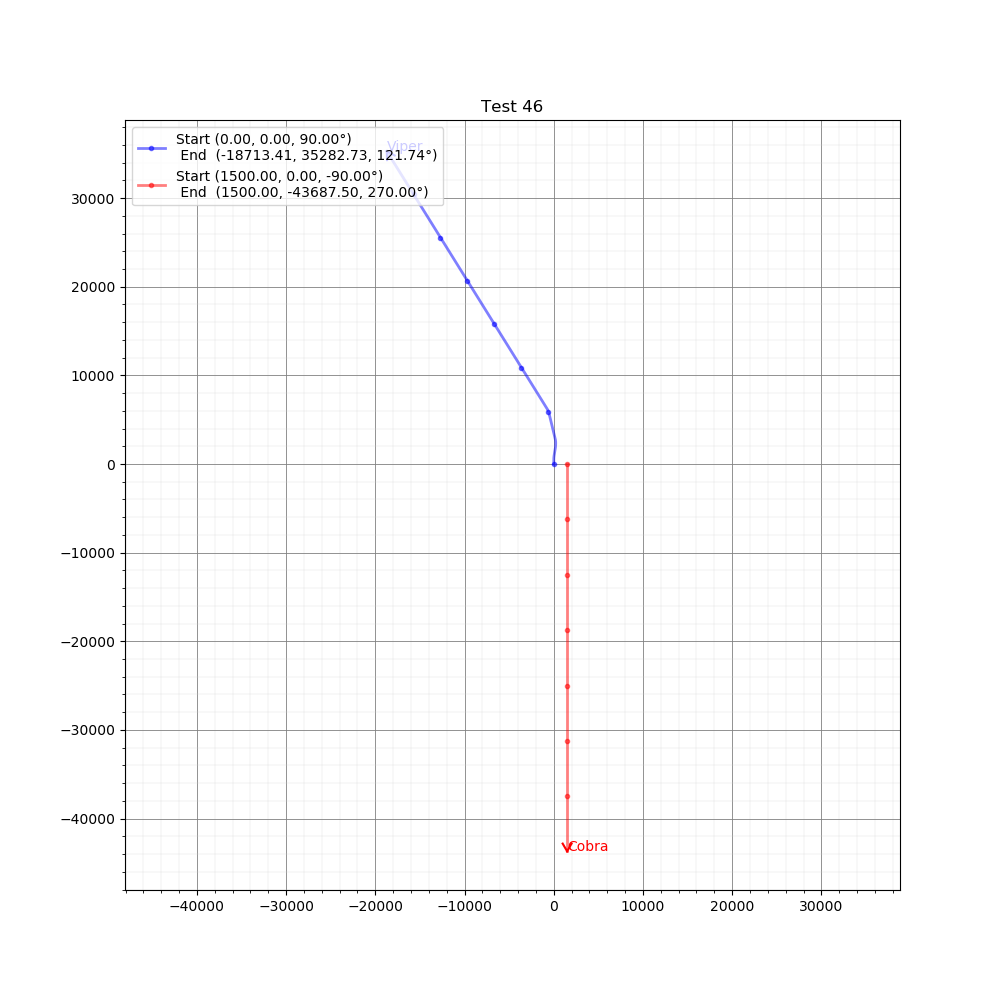 Test 46
Viper
Start (0.00, 0.00, 90.00°)
End  (-18713.41, 35282.73, 121.74°)
Start (1500.00, 0.00, -90.00°)
End  (1500.00, -43687.50, 270.00°)
30000
20000
10000
0
−10000
−20000
−30000
−40000
Cobra
−40000 −30000 −20000 −10000 0 10000 20000 30000